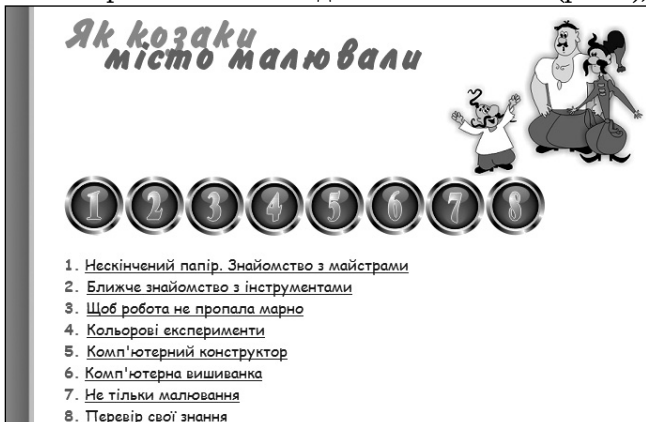 Як козаки
місто малювали
1 2 3 4 5 6 7 8
1. Нескінчений папір. Знайомство з майстрами
2. Ближче знайомство з інструментами
3. Щоб робота не пропала марно
4. Кольорові експерименти
5. Комп'ютерний конструктор
6. Комп'ютерна вишиванка
7. Не тільки малювання
8. Перевір свої знання